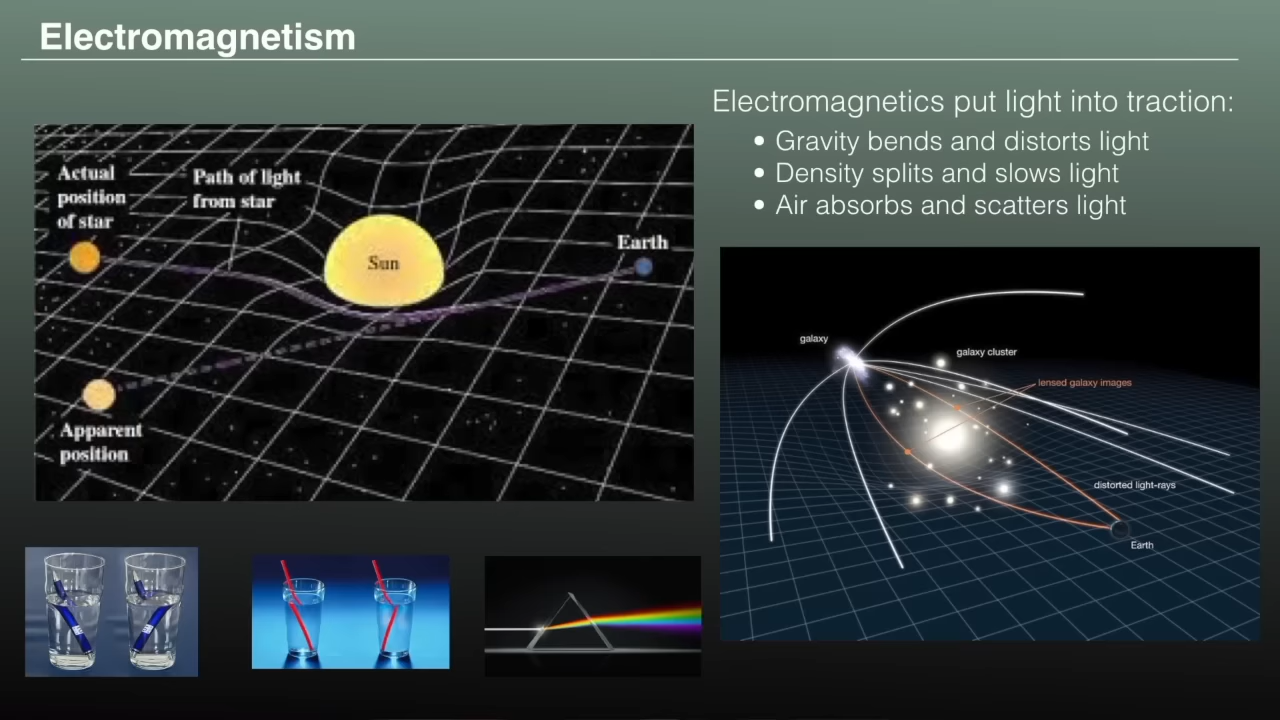 Electromagnetism
Electromagnetics put light into traction:
• Gravity bends and distorts light
• Density splits and slows light
• Air absorbs and scatters light
Actual
position
of star
Path of light
from star
Sun
Earth
Apparent
position
galaxy
galaxy cluster
lensed galaxy images
distorted light-rays
Earth